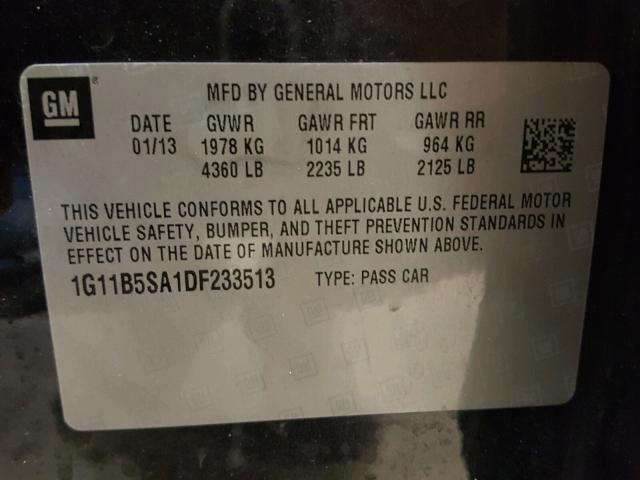 GM
MFD BY GENERAL MOTORS LLC
DATE GVWR GAWR FRT GAWR RR
01/13 1978 KG 1014 KG 964 KG
4360 LB 2235 LB 2125 LB
THIS VEHICLE CONFORMS TO ALL APPLICABLE U.S. FEDERAL MOTOR
VEHICLE SAFETY, BUMPER, AND THEFT PREVENTION STANDARDS IN
EFFECT ON THE DATE OF MANUFACTURE SHOWN ABOVE.
1G11B5SA1DF233513 TYPE: PASS CAR